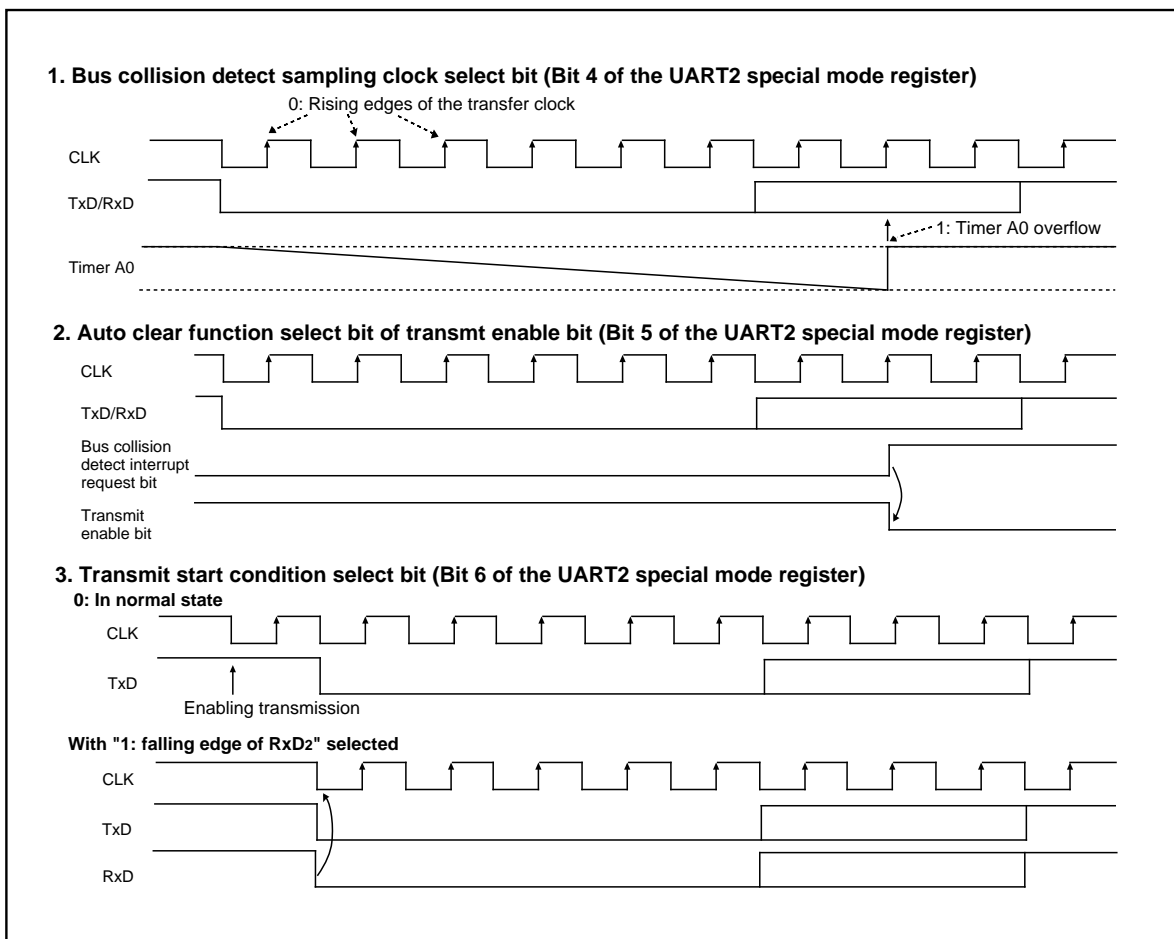 1. Bus collision detect sampling clock select bit (Bit 4 of the UART2 special mode register)
0: Rising edges of the transfer clock
CLK
TxD/RxD
1: Timer A0 overflow
Timer A0
2. Auto clear function select bit of transmt enable bit (Bit 5 of the UART2 special mode register)
CLK
TxD/RxD
Bus collision
detect interrupt
request bit
Transmit
enable bit
3. Transmit start condition select bit (Bit 6 of the UART2 special mode register)
0: In normal state
CLK
TxD
Enabling transmission
With "1: falling edge of RxD2" selected
CLK
TxD
RxD